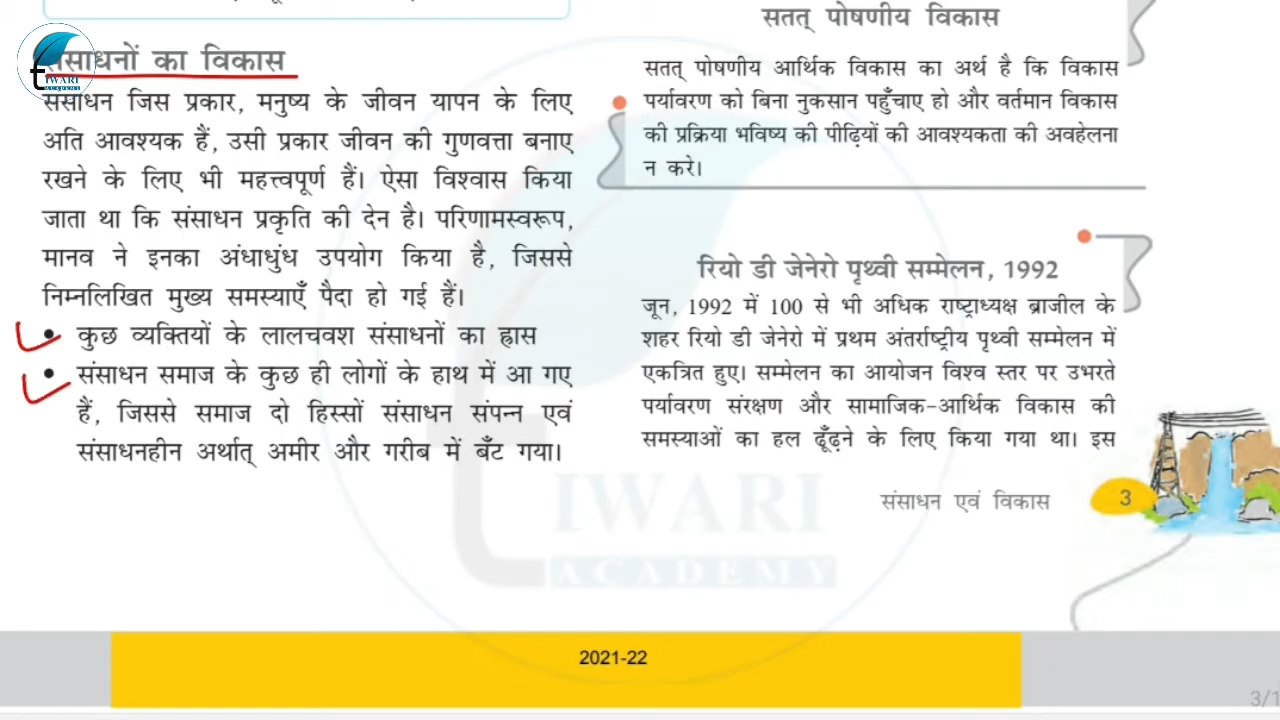 संसाधनों का विकास
संसाधन जिस प्रकार, मनुष्य के जीवन यापन के लिए
अति आवश्यक हैं, उसी प्रकार जीवन की गुणवत्ता बनाए
रखने के लिए भी महत्त्वपूर्ण हैं। ऐसा विश्वास किया
जाता था कि संसाधन प्रकृति की देन है। परिणामस्वरूप,
मानव ने इनका अंधाधुंध उपयोग किया है, जिससे
निम्नलिखित मुख्य समस्याएँ पैदा हो गई हैं।
• कुछ व्यक्तियों के लालचवश संसाधनों का ह्रास
• संसाधन समाज के कुछ ही लोगों के हाथ में आ गए
हैं, जिससे समाज दो हिस्सों संसाधन संपन्न एवं
संसाधनहीन अर्थात् अमीर और गरीब में बँट गया।
सतत् पोषणीय विकास
सतत् पोषणीय आर्थिक विकास का अर्थ है कि विकास
पर्यावरण को बिना नुकसान पहुँचाए हो और वर्तमान विकास
की प्रक्रिया भविष्य की पीढ़ियों की आवश्यकता की अवहेलना
न करे।
रियो डी जेनेरो पृथ्वी सम्मेलन, 1992
जून, 1992 में 100 से भी अधिक राष्ट्राध्यक्ष ब्राजील के
शहर रियो डी जेनेरो में प्रथम अंतर्राष्ट्रीय पृथ्वी सम्मेलन में
एकत्रित हुए। सम्मेलन का आयोजन विश्व स्तर पर उभरते
पर्यावरण संरक्षण और सामाजिक-आर्थिक विकास की
समस्याओं का हल ढूँढ़ने के लिए किया गया था। इस
संसाधन एवं विकास 3
2021-22
tIWARI
ACADEMY
tIWARI
ACADEMY